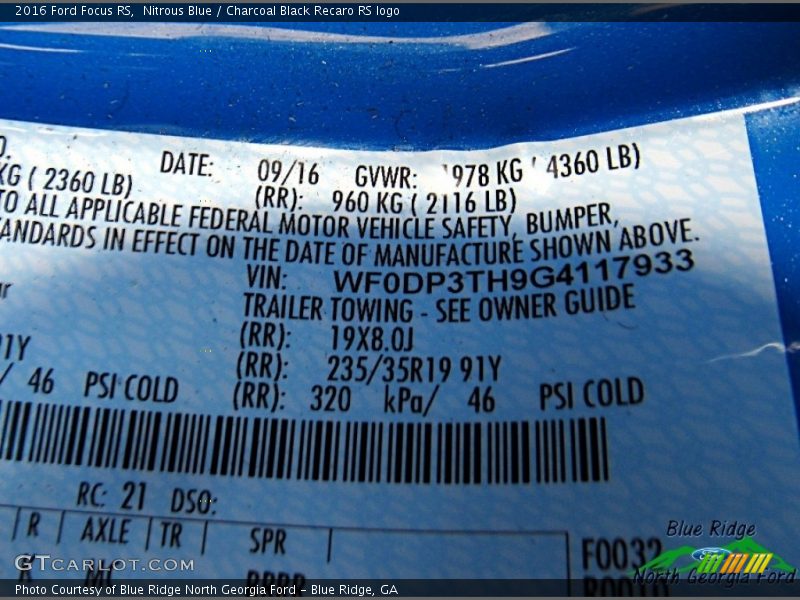 2016 Ford Focus RS, Nitrous Blue / Charcoal Black Recaro RS logo
DATE: 09/16 GVWR: 1978 KG ( 4360 LB)
KG ( 2360 LB) (RR): 960 KG ( 2116 LB)
TO ALL APPLICABLE FEDERAL MOTOR VEHICLE SAFETY, BUMPER,
ANDARDS IN EFFECT ON THE DATE OF MANUFACTURE SHOWN ABOVE.
VIN: WF0DP3TH9G4117933
TRAILER TOWING - SEE OWNER GUIDE
(RR): 19X8.0J
91Y (RR): 235/35R19 91Y
/ 46 PSI COLD (RR): 320 kPa/ 46 PSI COLD
RC: 21 DSO:
R AXLE TR SPR
F0032
GTcarlot.com
Blue Ridge
North Georgia Ford
Photo Courtesy of Blue Ridge North Georgia Ford – Blue Ridge, GA